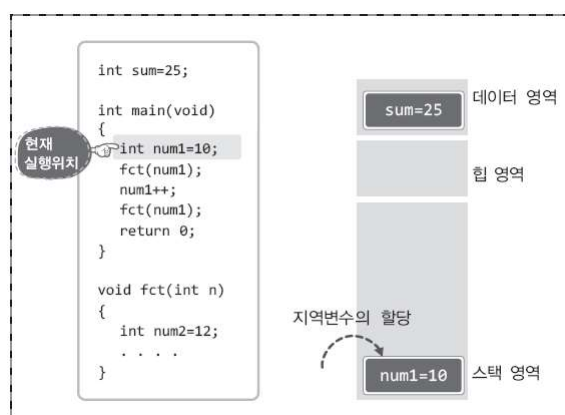 int sum=25;
int main(void)
{
int num1=10;
fct(num1);
num1++;
fct(num1);
return 0;
}
void fct(int n)
{
int num2=12;
. . . .
}
현재
실행위치
sum=25
데이터 영역
힙 영역
지역변수의 할당
num1=10
스택 영역